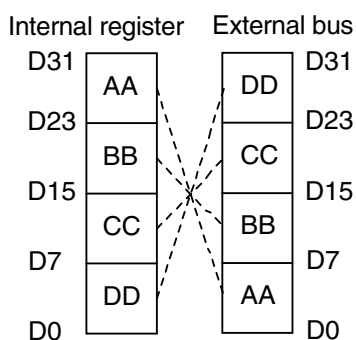 Internal register External bus
D31 D31
AA DD
D23 D23
BB CC
D15 D15
CC BB
D7 D7
DD AA
D0 D0